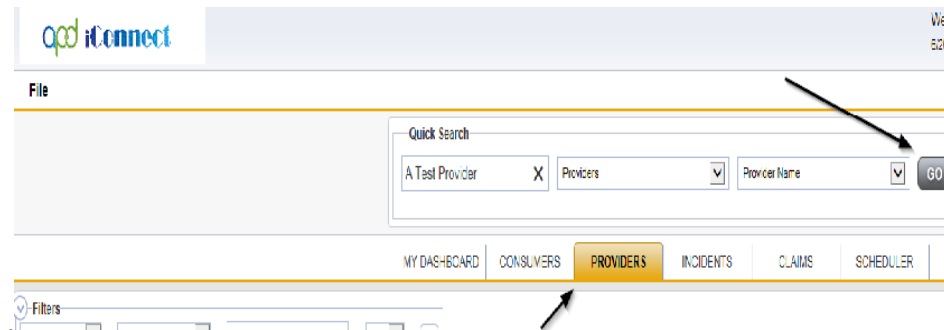 apd iConnect
We
File
Quick Search
A Test Provider X Providers Provider Name GO
MY DASHBOARD CONSUMERS PROVIDERS INCIDENTS CLAIMS SCHEDULER
Filters